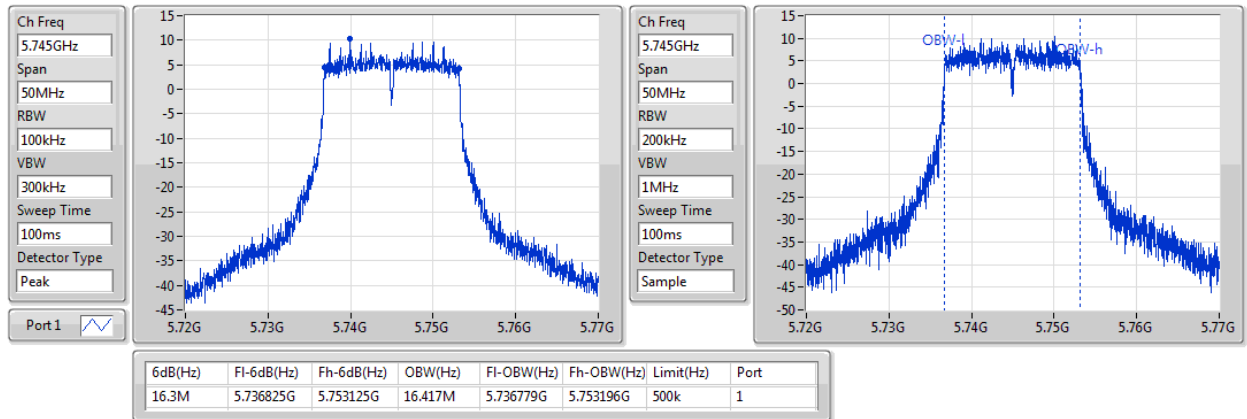 Ch Freq
5.745GHz
Span
50MHz
RBW
100kHz
VBW
300kHz
Sweep Time
100ms
Detector Type
Peak
Port 1
15
10
5
0
-5
-10
-15
-20
-25
-30
-35
-40
-45
5.72G 5.73G 5.74G 5.75G 5.76G 5.77G
Ch Freq
5.745GHz
Span
50MHz
RBW
200kHz
VBW
1MHz
Sweep Time
100ms
Detector Type
Sample
15
10
5
0
-5
-10
-15
-20
-25
-30
-35
-40
-45
-50
OBW-l
OBW-h
5.72G 5.73G 5.74G 5.75G 5.76G 5.77G
6dB(Hz) Fl-6dB(Hz) Fh-6dB(Hz) OBW(Hz) Fl-OBW(Hz) Fh-OBW(Hz) Limit(Hz) Port
16.3M 5.736825G 5.753125G 16.417M 5.736779G 5.753196G 500k 1